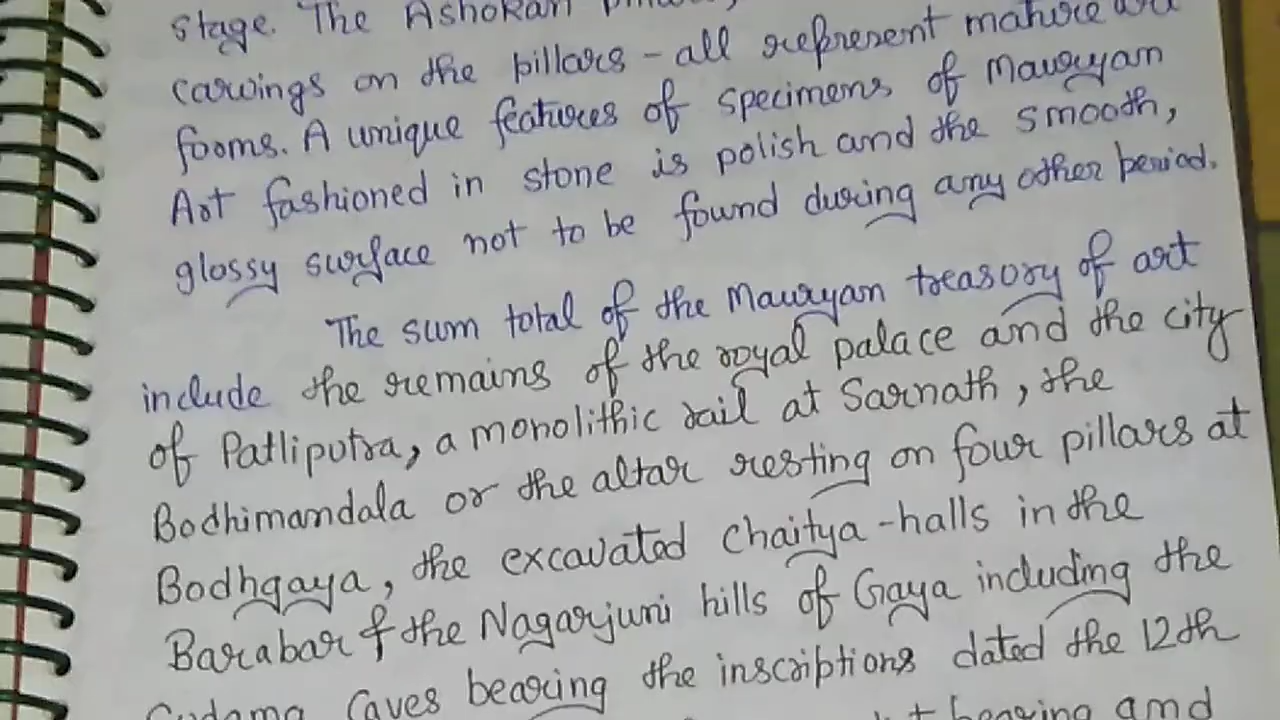 stage. The Ashokan
carvings on the pillars - all represent mature art
forms. A unique features of specimens of Mauryan
Art fashioned in stone is polish and the smooth,
glossy surface not to be found during any other period.
The sum total of the Mauryan treasory of art
include the remains of the royal palace and the city
of Patliputra, a monolithic rail at Sarnath, the
Bodhimandala or the altar resting on four pillars at
Bodhgaya, the excavated Chaitya-halls in the
Barabar & the Nagarjuni hills of Gaya including the
Sudama Caves bearing the inscriptions dated the 12th
bearing and